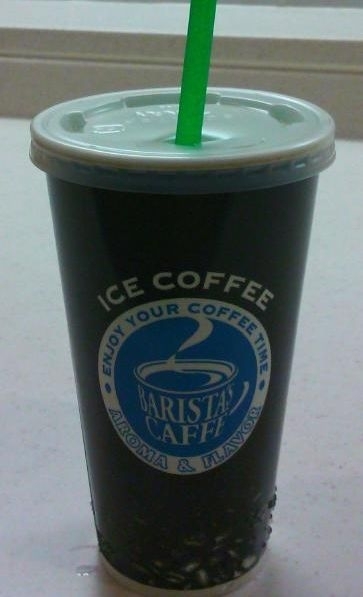 ICE COFFEE
ENJOY YOUR COFFEE TIME
BARISTAS
CAFFE
AROMA & FLAVOR